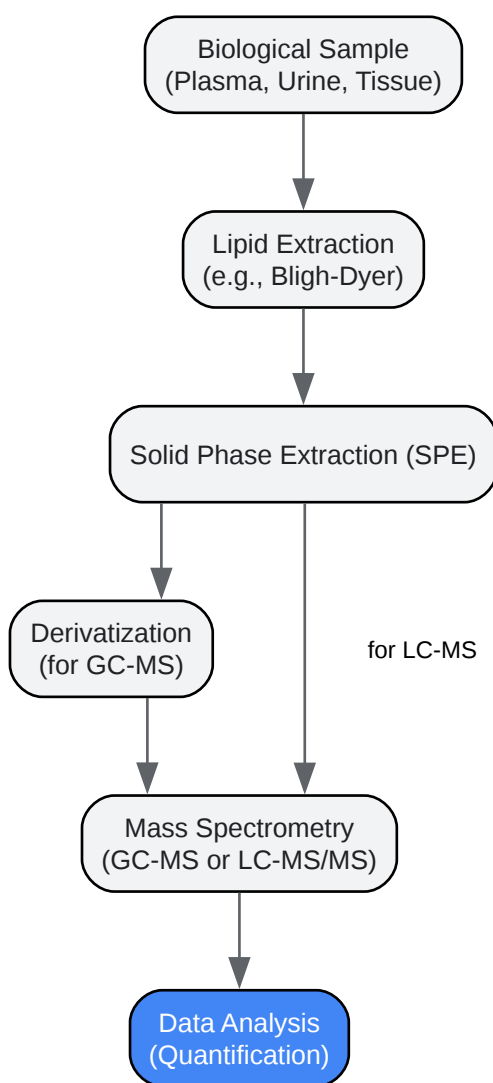 Biological Sample
(Plasma, Urine, Tissue)
Lipid Extraction
(e.g., Bligh-Dyer)
Solid Phase Extraction (SPE)
Derivatization
(for GC-MS)
for LC-MS
Mass Spectrometry
(GC-MS or LC-MS/MS)
Data Analysis
(Quantification)